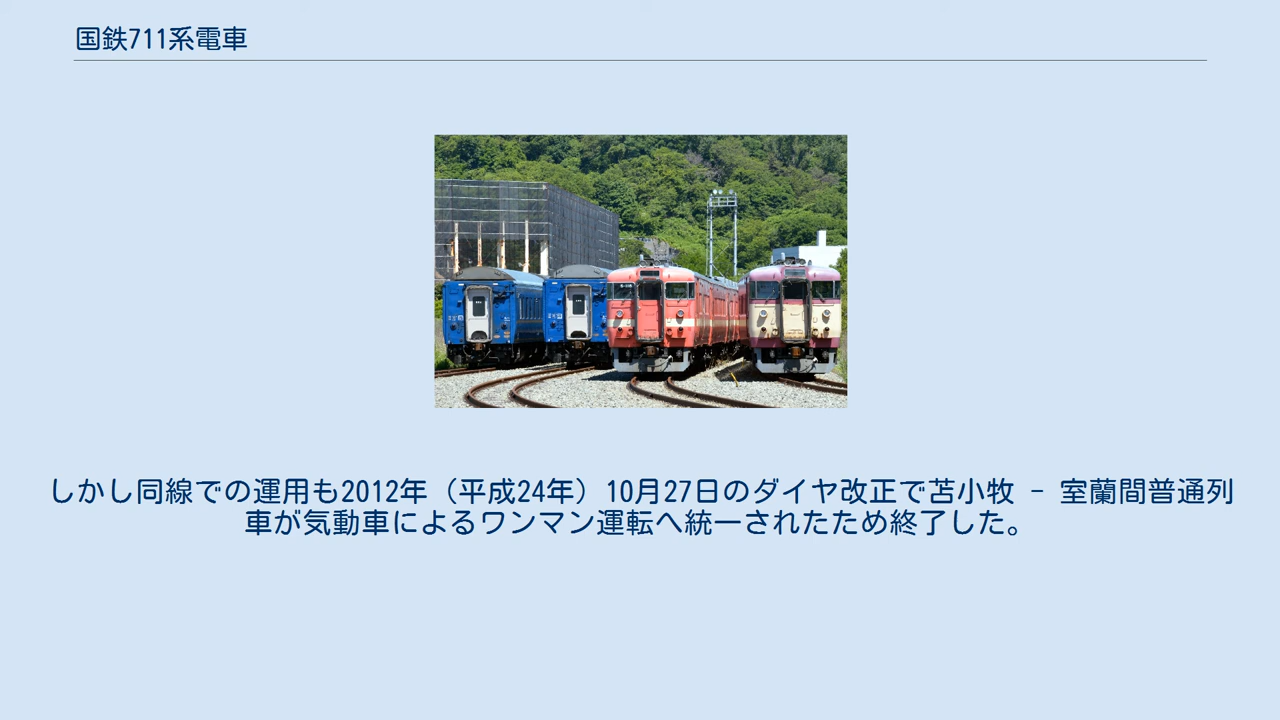 国鉄711系電車
しかし同線での運用も2012年（平成24年）10月27日のダイヤ改正で苫小牧 - 室蘭間普通列
車が気動車によるワンマン運転へ統一されたため終了した。